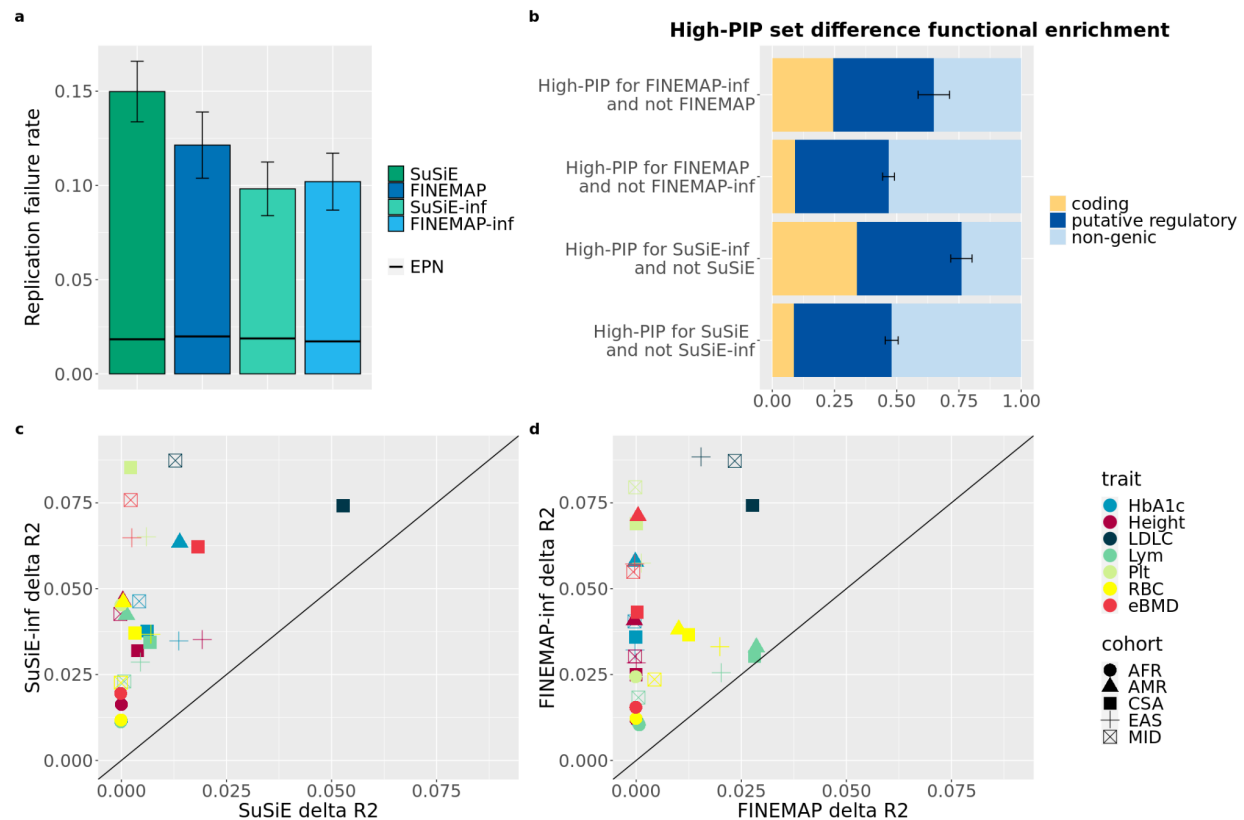 a
Replication failure rate
0.15
0.10
0.05
0.00
SuSiE
FINEMAP
SuSiE-inf
FINEMAP-inf
EPN
b
High-PIP set difference functional enrichment
High-PIP for FINEMAP-inf
and not FINEMAP
High-PIP for FINEMAP
and not FINEMAP-inf
High-PIP for SuSiE-inf
and not SuSiE
High-PIP for SuSiE
and not SuSiE-inf
0.00 0.25 0.50 0.75 1.00
coding
putative regulatory
non-genic
c
SuSiE-inf delta R2
0.075
0.050
0.025
0.000
0.000 0.025 0.050 0.075
SuSiE delta R2
d
FINEMAP-inf delta R2
0.075
0.050
0.025
0.000
0.000 0.025 0.050 0.075
FINEMAP delta R2
trait
HbA1c
Height
LDLC
Lym
Plt
RBC
eBMD
cohort
AFR
AMR
CSA
EAS
MID